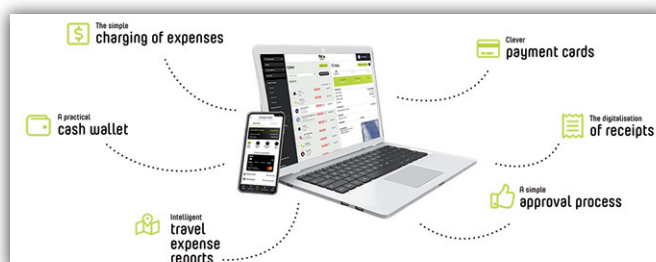 The simple
charging of expenses
A practical
cash wallet
Intelligent
travel
expense
reports
Clever
payment cards
The digitalisation
of receipts
A simple
approval process